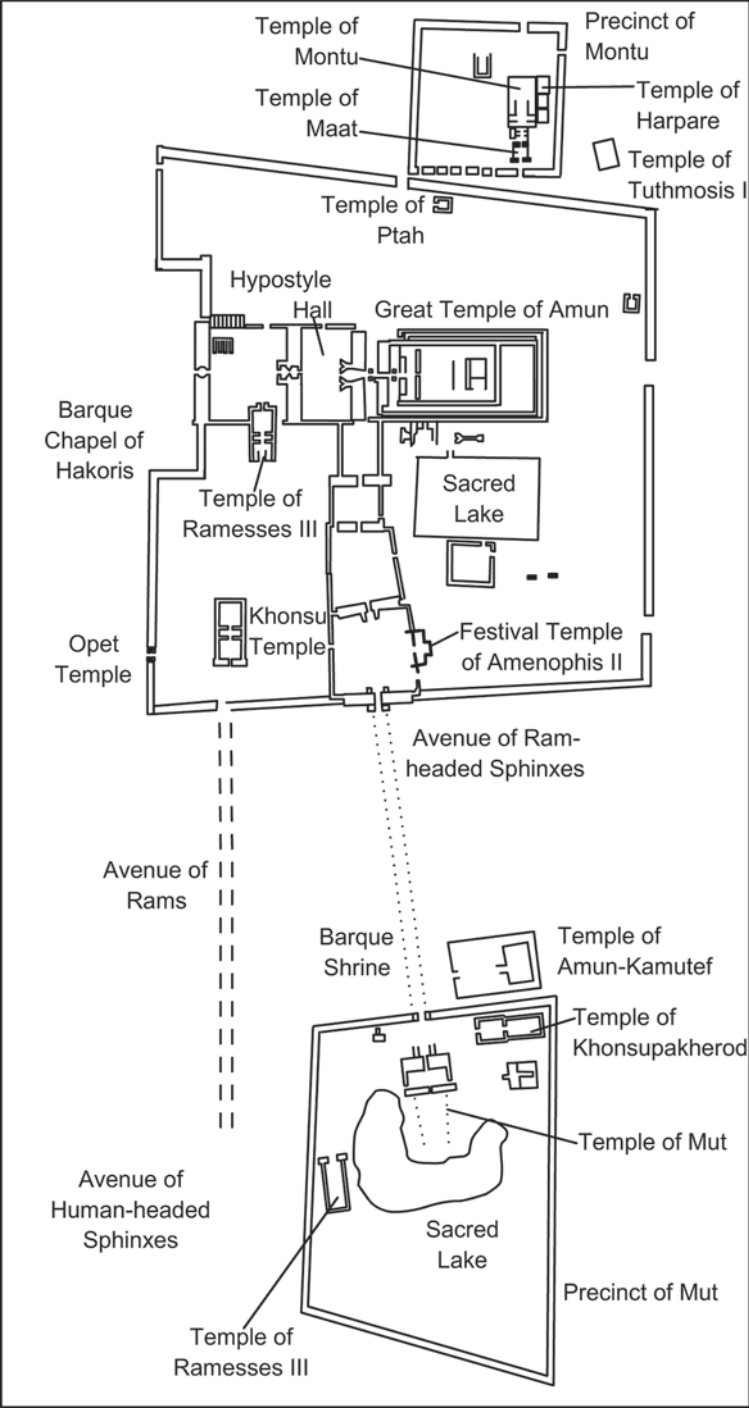 Temple of
Montu
Precinct of
Montu
Temple of
Harpare
Temple of
Maat
Temple of
Tuthmosis I
Temple of
Ptah
Hypostyle
Hall
Great Temple of Amun
Barque
Chapel of
Hakoris
Temple of
Ramesses III
Sacred
Lake
Khonsu
Temple
Opet
Temple
Festival Temple
of Amenophis II
Avenue of Ram-
headed Sphinxes
Avenue of
Rams
Barque
Shrine
Temple of
Amun-Kamutef
Temple of
Khonsupakherod
Temple of Mut
Avenue of
Human-headed
Sphinxes
Sacred
Lake
Precinct of Mut
Temple of
Ramesses III